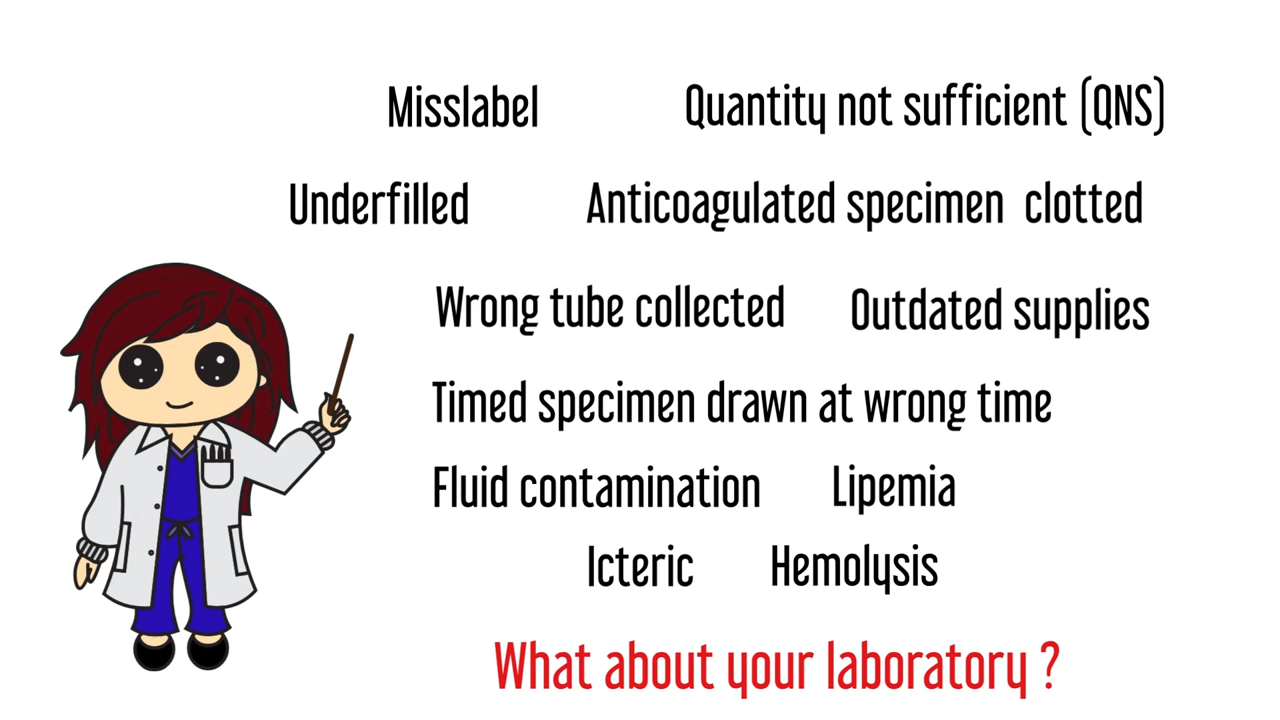 Misslabel Quantity not sufficient (QNS)
Underfilled Anticoagulated specimen clotted
Wrong tube collected Outdated supplies
Timed specimen drawn at wrong time
Fluid contamination Lipemia
Icteric Hemolysis
What about your laboratory ?